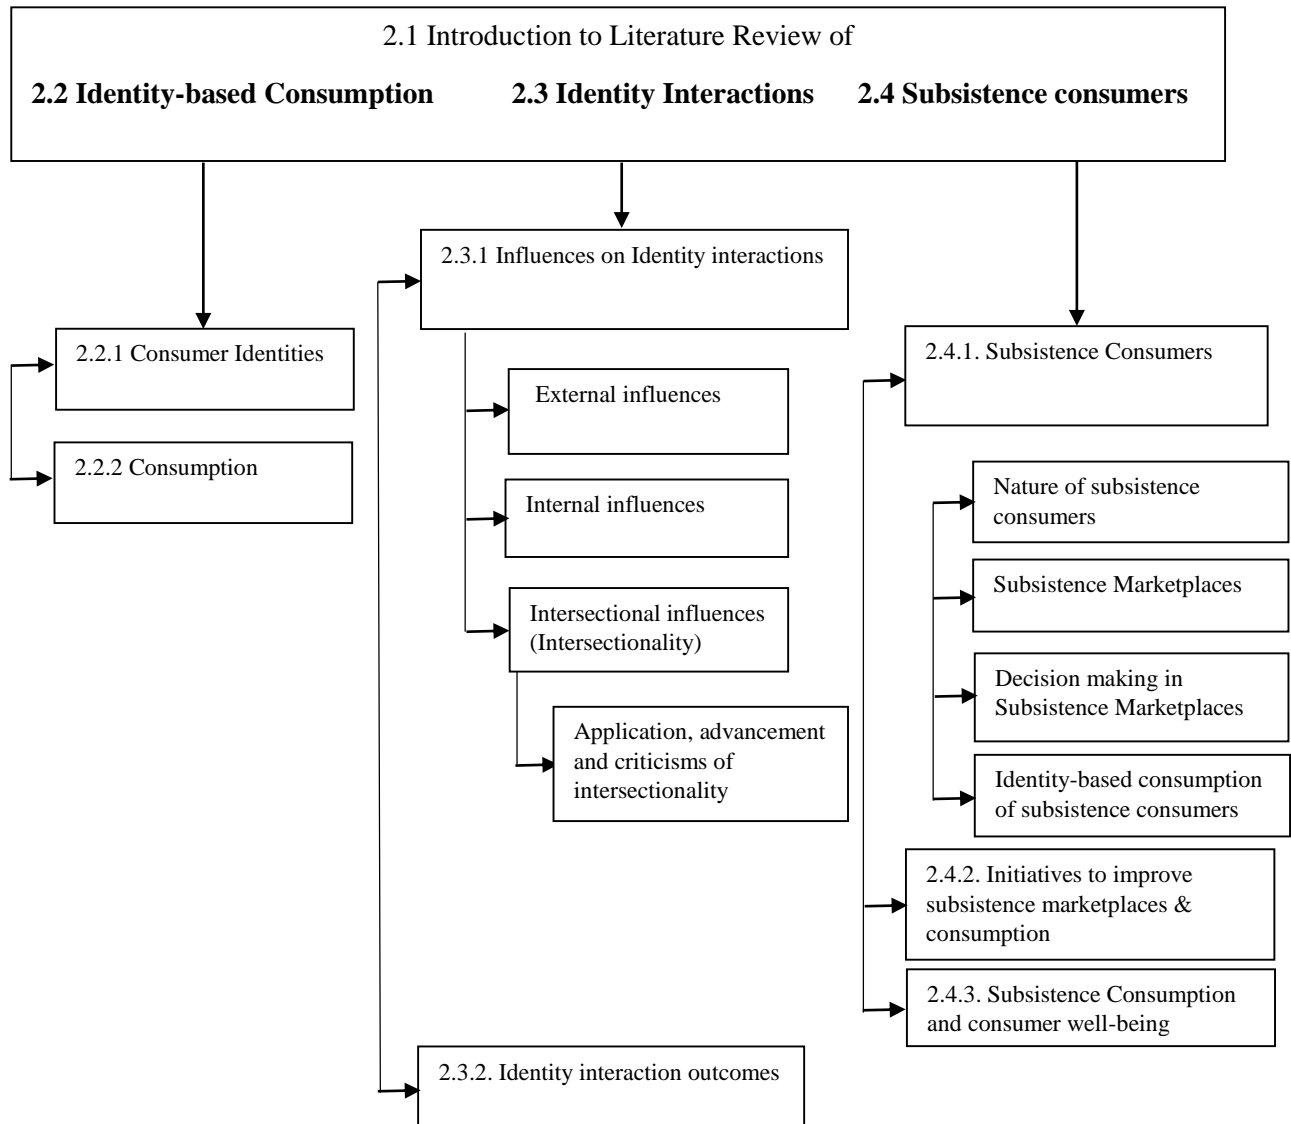 2.1 Introduction to Literature Review of
2.2 Identity-based Consumption 2.3 Identity Interactions 2.4 Subsistence consumers
2.2.1 Consumer Identities
2.2.2 Consumption
2.3.1 Influences on Identity interactions
External influences
Internal influences
Intersectional influences
(Intersectionality)
Application, advancement
and criticisms of
intersectionality
2.3.2. Identity interaction outcomes
2.4.1. Subsistence Consumers
Nature of subsistence
consumers
Subsistence Marketplaces
Decision making in
Subsistence Marketplaces
Identity-based consumption
of subsistence consumers
2.4.2. Initiatives to improve
subsistence marketplaces &
consumption
2.4.3. Subsistence Consumption
and consumer well-being